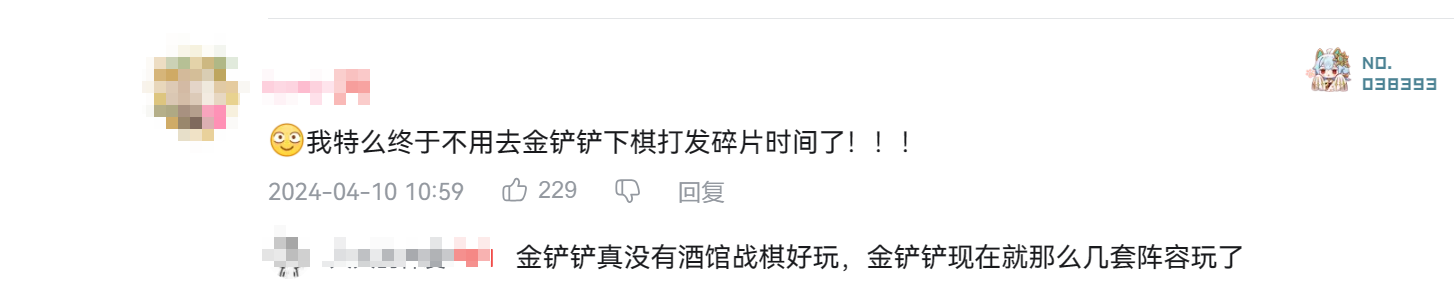 NO.
038393
我特么终于不用去金铲铲下棋打发碎片时间了！！！
2024-04-10 10:59 229 回复
金铲铲真没有酒馆战棋好玩，金铲铲现在就那么几套阵容玩了